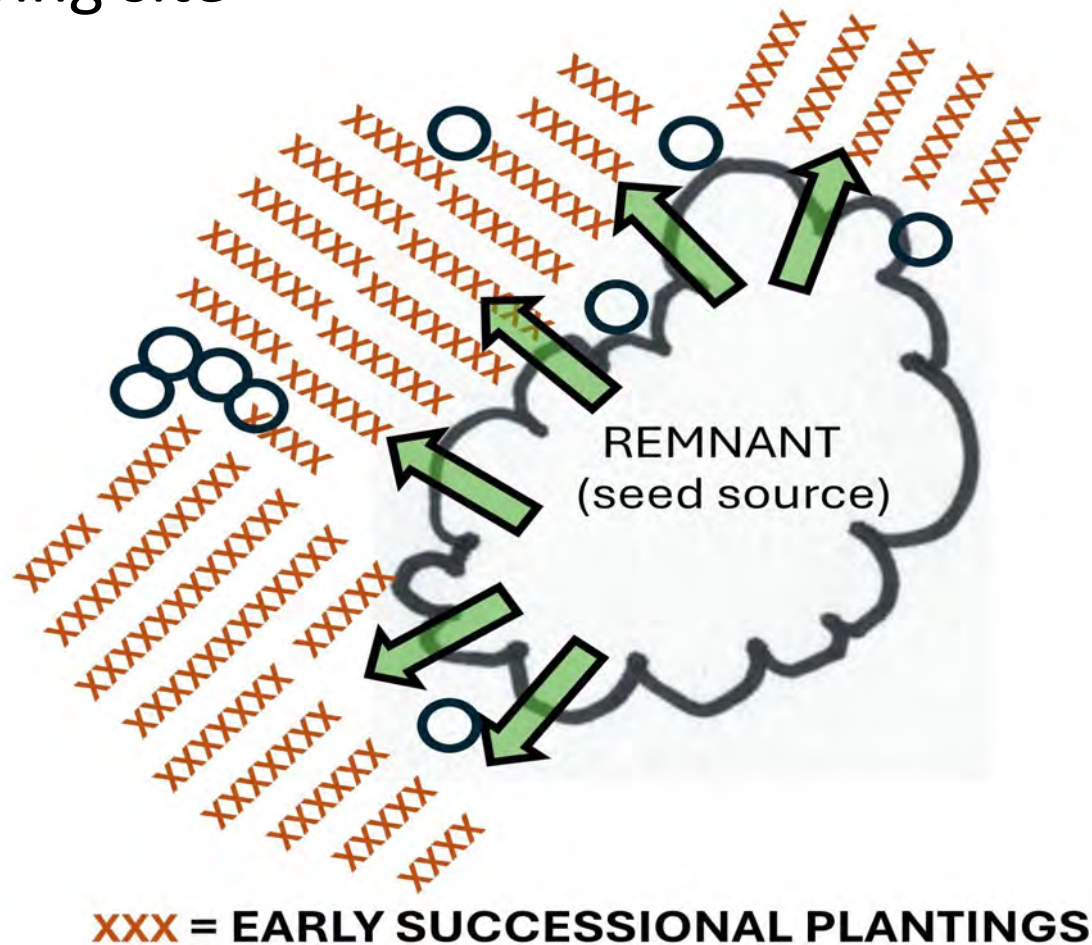 REMNANT
(seed source)
XXX = EARLY SUCCESSIONAL PLANTINGS